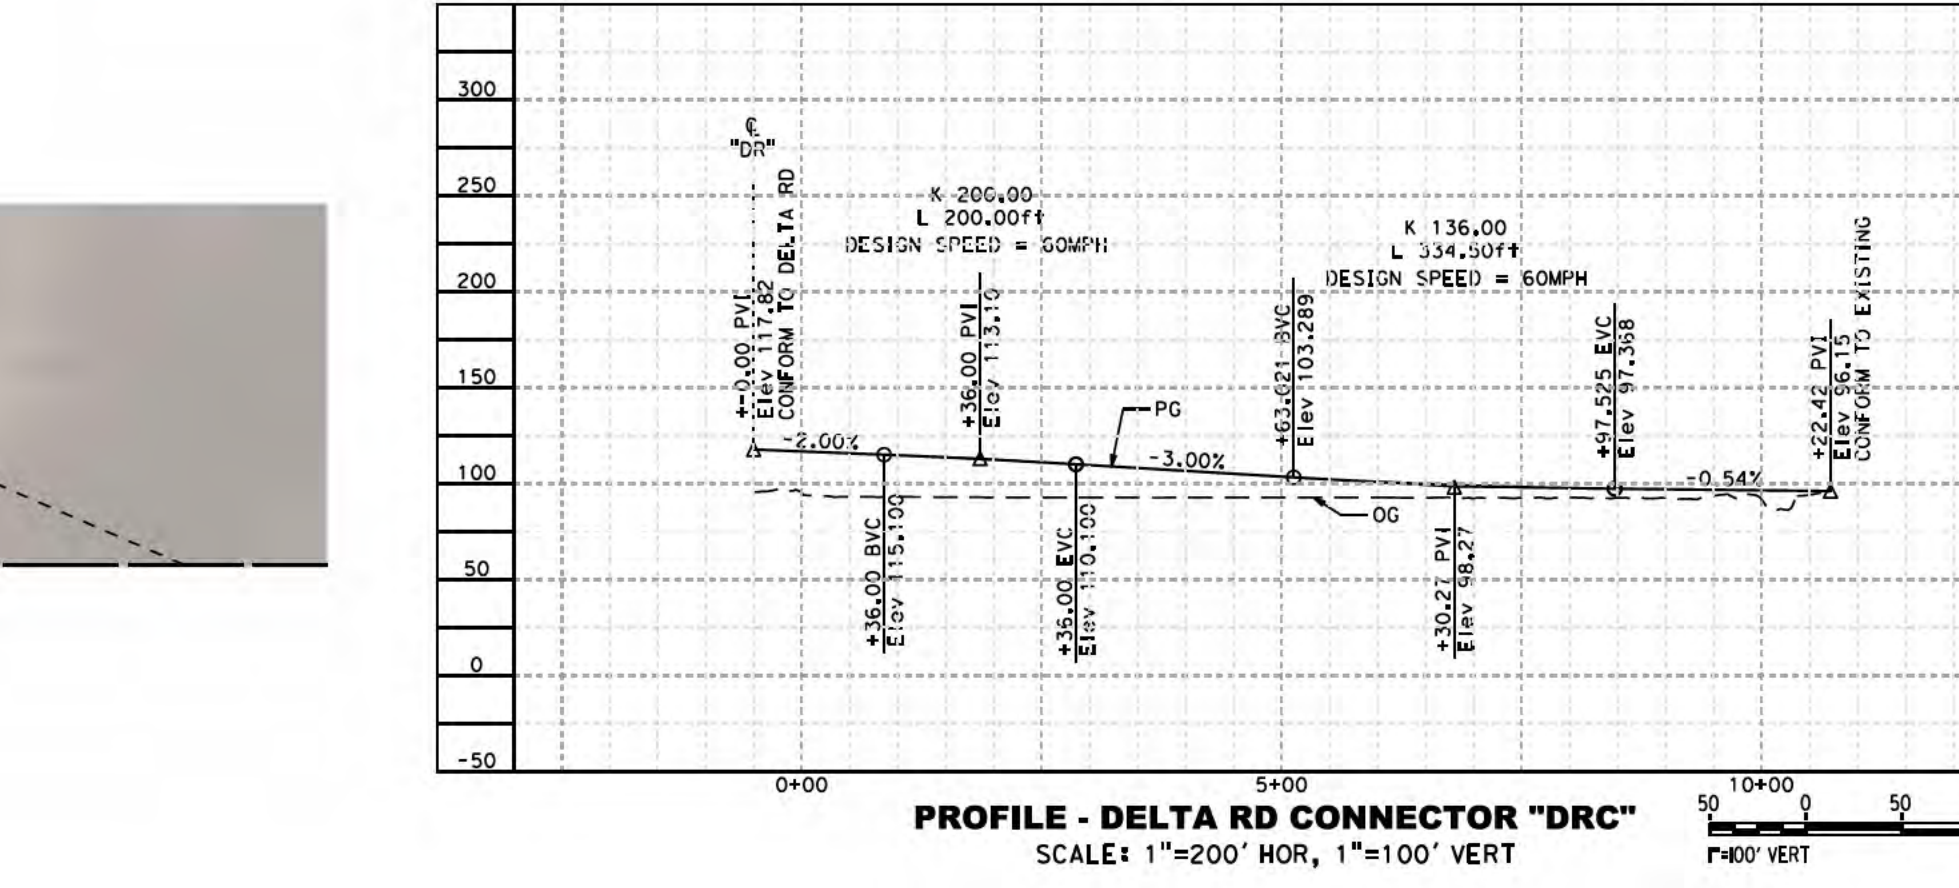 300
250
200
150
100
50
0
-50
℄
"DR"
+-0.00 PVI
Elev 117.82
CONFORM TO DELTA RD
K 200.00
L 200.00ft
DESIGN SPEED = 60MPH
+36.00 PVI
Elev 113.10
K 136.00
L 334.50ft
DESIGN SPEED = 60MPH
BVC
Elev 103.289
+97.525 EVC
Elev 97.368
+22.42 PVI
Elev 96.15
CONFORM TO EXISTING
-2.00%
PG
-3.00%
-0.54%
OG
+36.00 BVC
Elev 115.100
+36.00 EVC
Elev 110.100
+30.27 PVI
Elev 98.27
0+00
5+00
10+00
PROFILE - DELTA RD CONNECTOR "DRC"
SCALE: 1"=200' HOR, 1"=100' VERT
50 0 50
1"=100' VERT